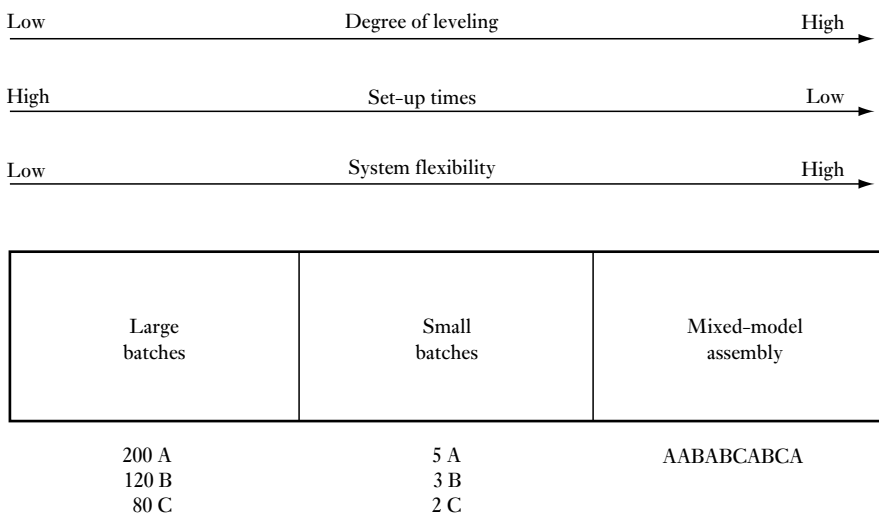 Low Degree of leveling High
High Set-up times Low
Low System flexibility High
Large batches
Small batches
Mixed-model assembly
200 A
120 B
80 C
5 A
3 B
2 C
AABABCABCA